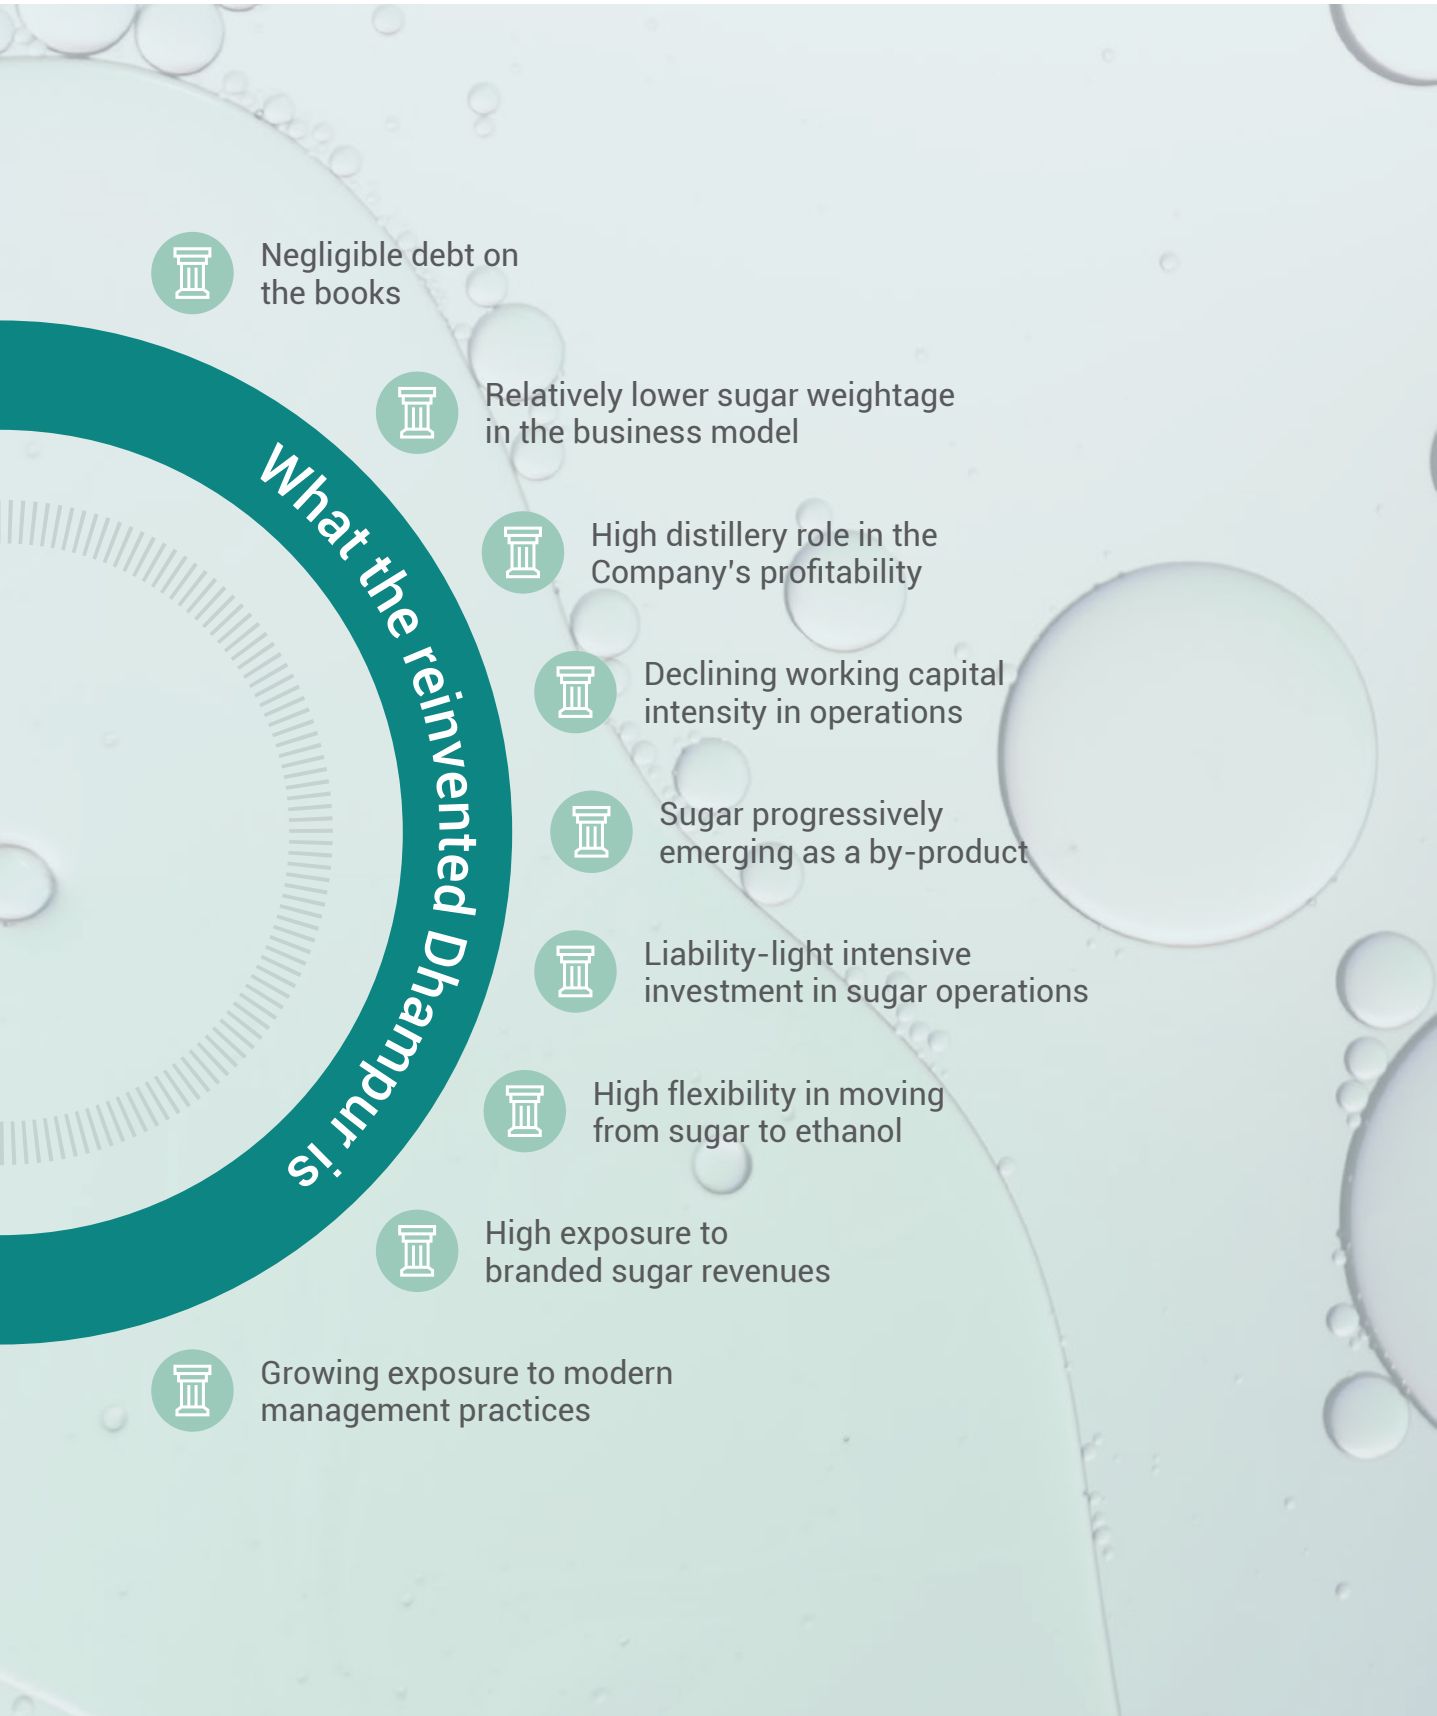 Negligible debt on
the books
What the reinvented Dhampur is
Relatively lower sugar weightage
in the business model
High distillery role in the
Company's profitability
Declining working capital
intensity in operations
Sugar progressively
emerging as a by-product
Liability-light intensive
investment in sugar operations
High flexibility in moving
from sugar to ethanol
High exposure to
branded sugar revenues
Growing exposure to modern
management practices